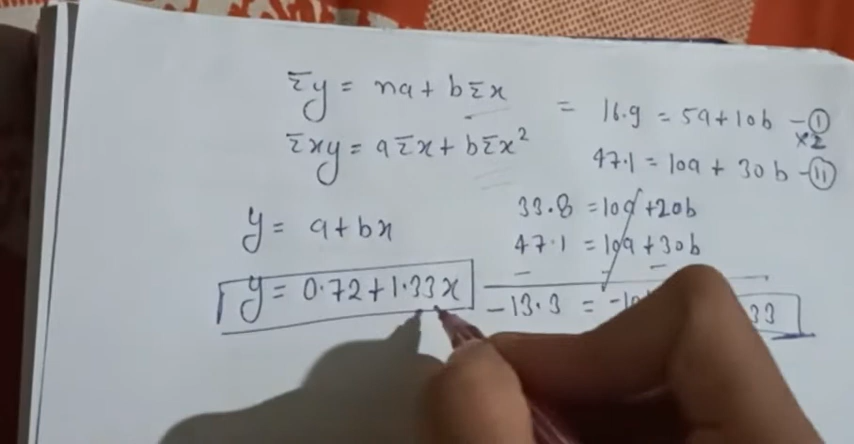 Σy = na + bΣx
Σxy = aΣx + bΣx²
= 16.9 = 5a + 10b - ①
×2
47.1 = 10a + 30b - ⑪
y = a + bx
y = 0.72 + 1.33x
33.8 = 10a + 20b
47.1 = 10a + 30b
- - -
-13.3 = -10
33